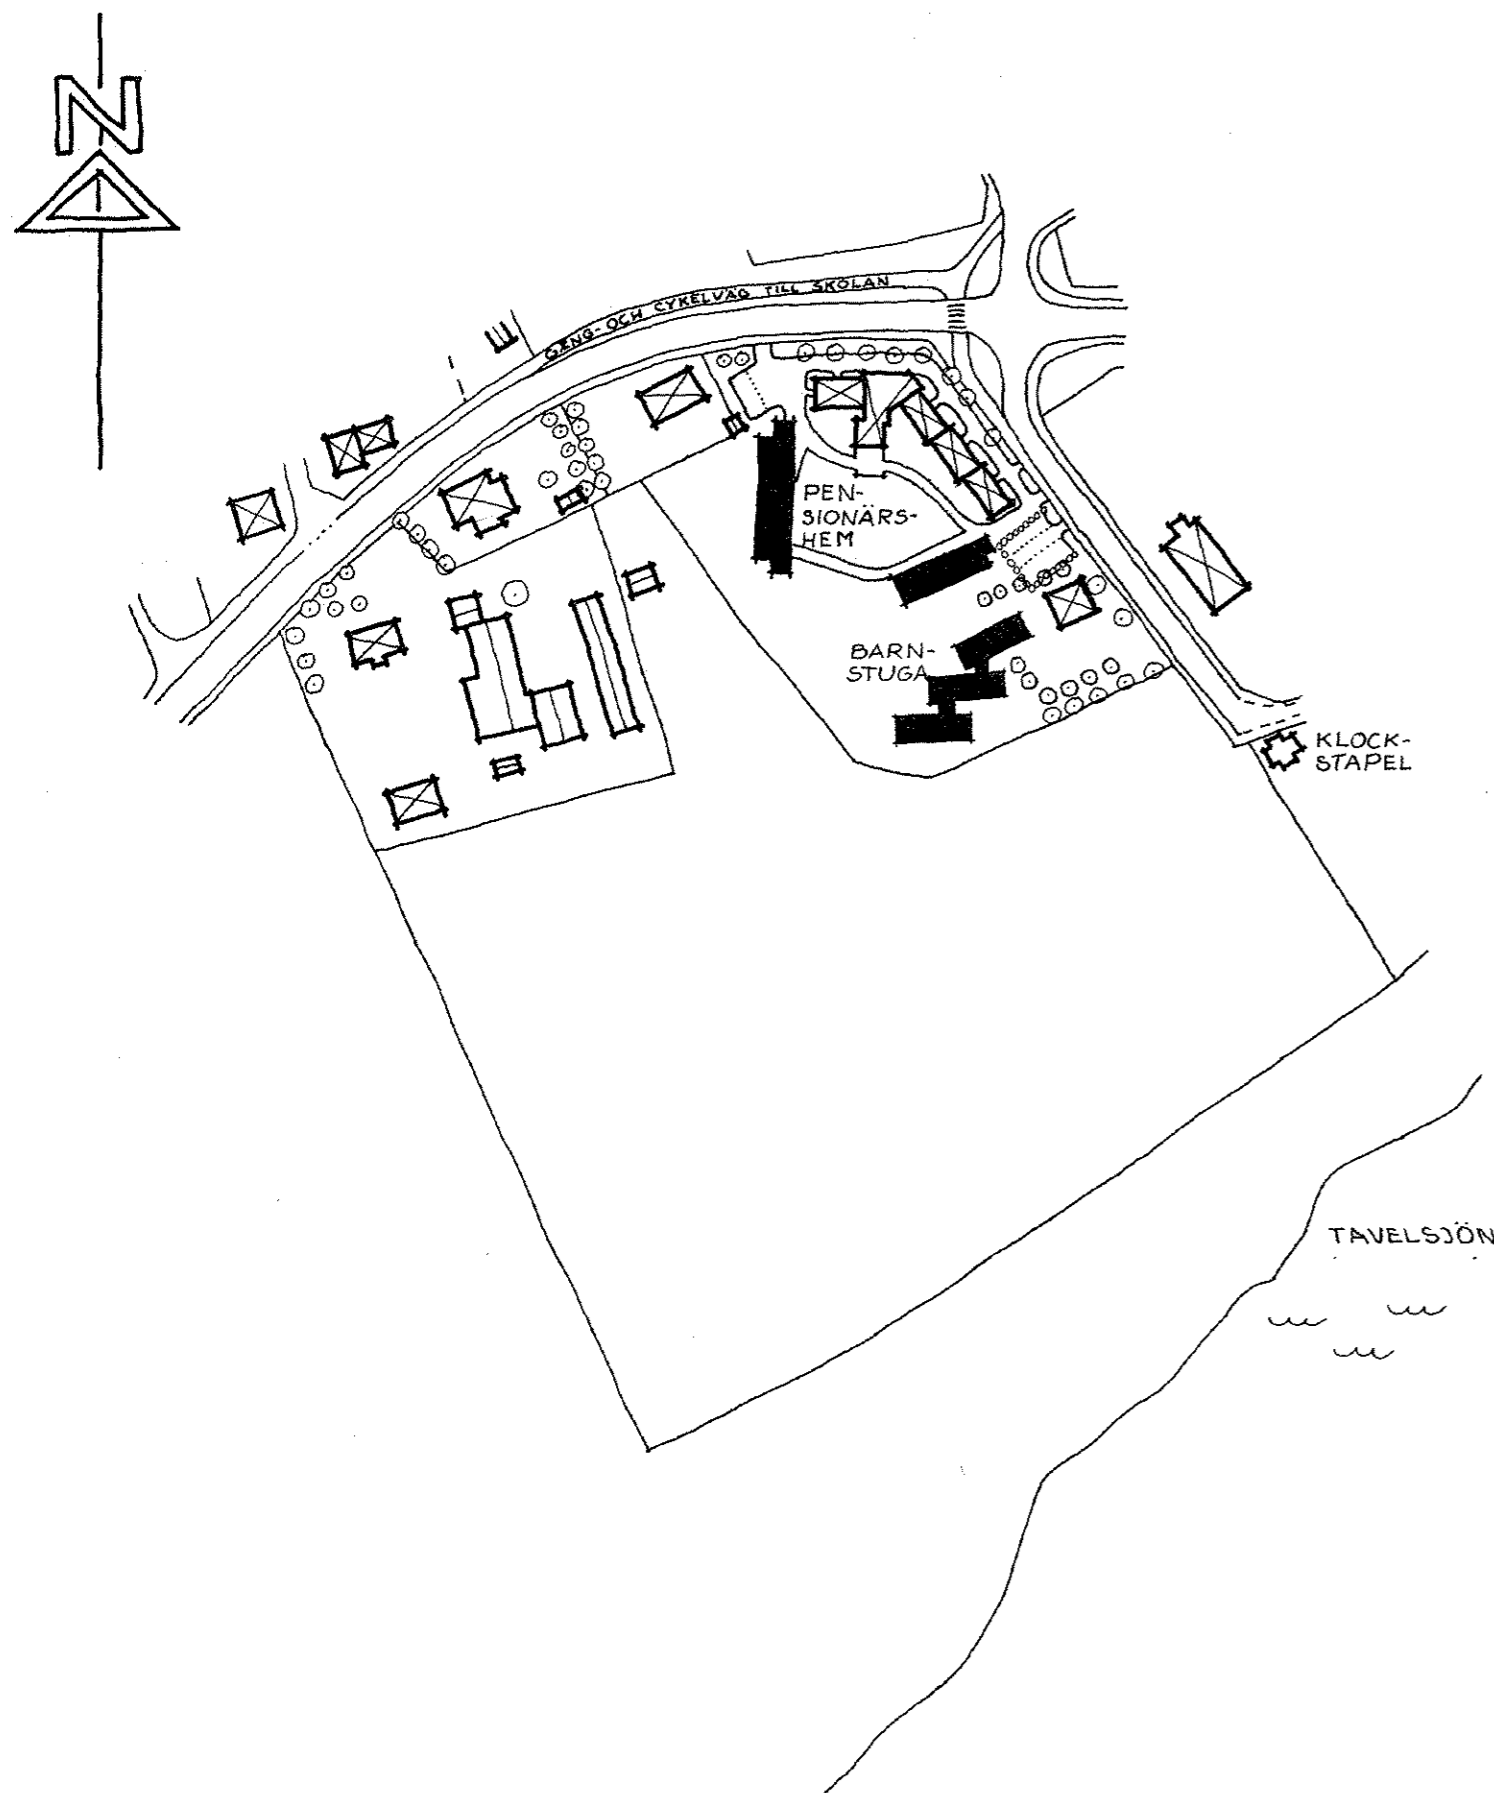 N
GÅNG- OCH CYKELVÄG TILL SKOLAN
PEN-
SIONÄRS-
HEM
BARN-
STUGA
KLOCK-
STAPEL
TAVELSJÖN